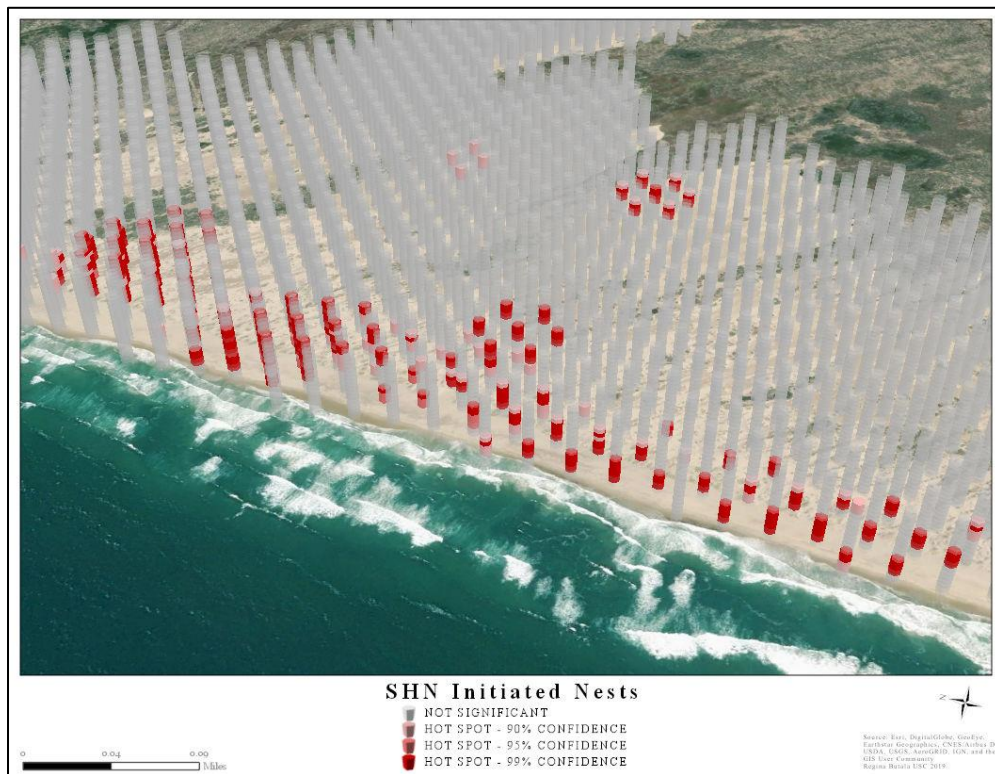 SHN Initiated Nests
NOT SIGNIFICANT
HOT SPOT - 90% CONFIDENCE
HOT SPOT - 95% CONFIDENCE
HOT SPOT - 99% CONFIDENCE
0 0.04 0.09
Miles
Z
Source: Esri, DigitalGlobe, GeoEye,
Earthstar Geographics, CNES/Airbus D
USDA, USGS, AeroGRID, IGN, and the
GIS User Community
Regina USC 2019.